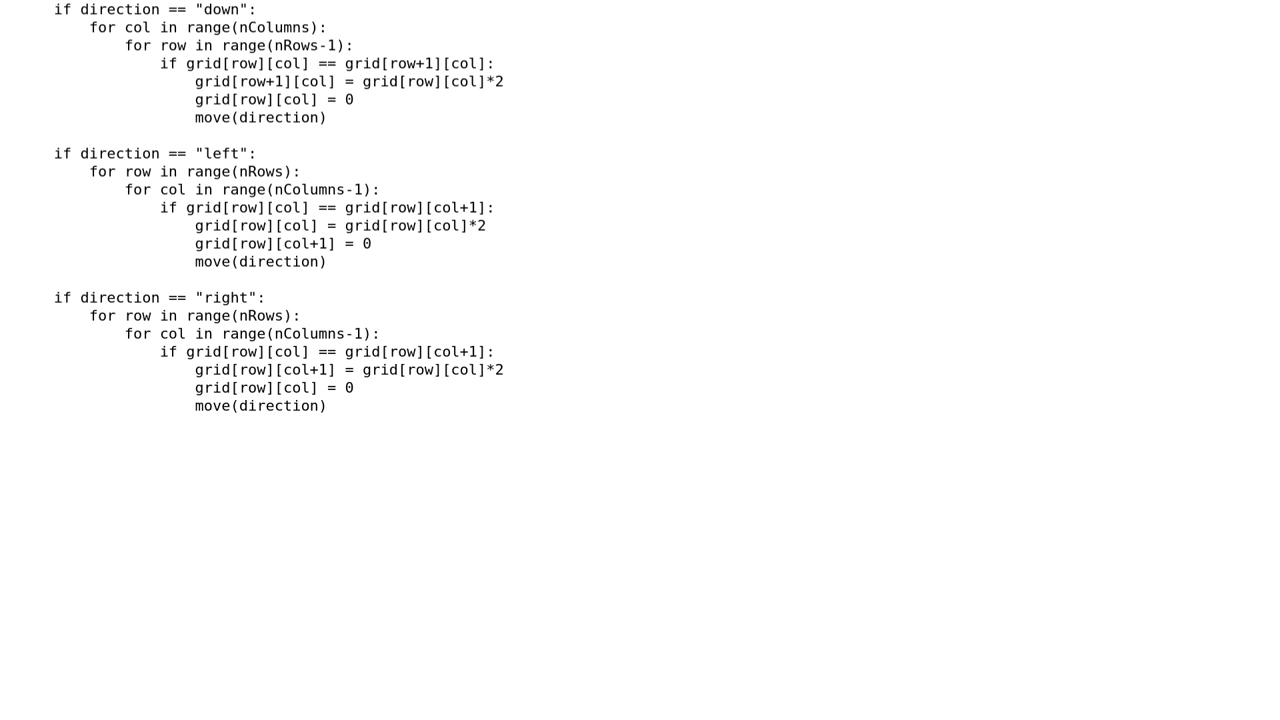 if direction == "down":
    for col in range(nColumns):
        for row in range(nRows-1):
            if grid[row][col] == grid[row+1][col]:
                grid[row+1][col] = grid[row][col]*2
                grid[row][col] = 0
                move(direction)

if direction == "left":
    for row in range(nRows):
        for col in range(nColumns-1):
            if grid[row][col] == grid[row][col+1]:
                grid[row][col] = grid[row][col]*2
                grid[row][col+1] = 0
                move(direction)

if direction == "right":
    for row in range(nRows):
        for col in range(nColumns-1):
            if grid[row][col] == grid[row][col+1]:
                grid[row][col+1] = grid[row][col]*2
                grid[row][col] = 0
                move(direction)